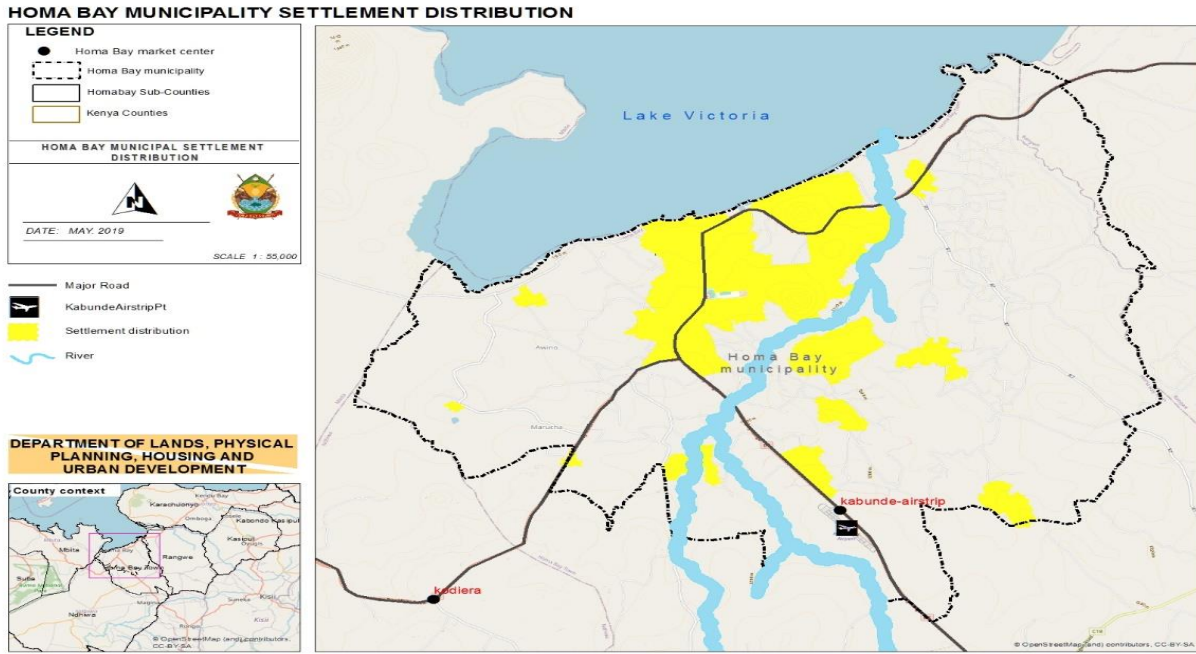 HOMA BAY MUNICIPALITY SETTLEMENT DISTRIBUTION
LEGEND
Homa Bay market center
Homa Bay municipality
Homabay Sub-Counties
Kenya Counties
HOMA BAY MUNICIPAL SETTLEMENT
DISTRIBUTION
N
DATE: MAY. 2019
SCALE 1 : 55,000
Major Road
KabundeAirstripPt
Settlement distribution
River
DEPARTMENT OF LANDS, PHYSICAL
PLANNING, HOUSING AND
URBAN DEVELOPMENT
County context
Karachuonyo
Kabondo Kasipul
Kasipul
Mbita
Rangwe
Suba
Ndhiwa
Kisii
© OpenStreetMap (and) contributors,
CC-BY-SA
Lake Victoria
Homa Bay
municipality
Marucha
kabunde-airstrip
kodiera
C18
© OpenStreetMap (and) contributors, CC-BY-SA